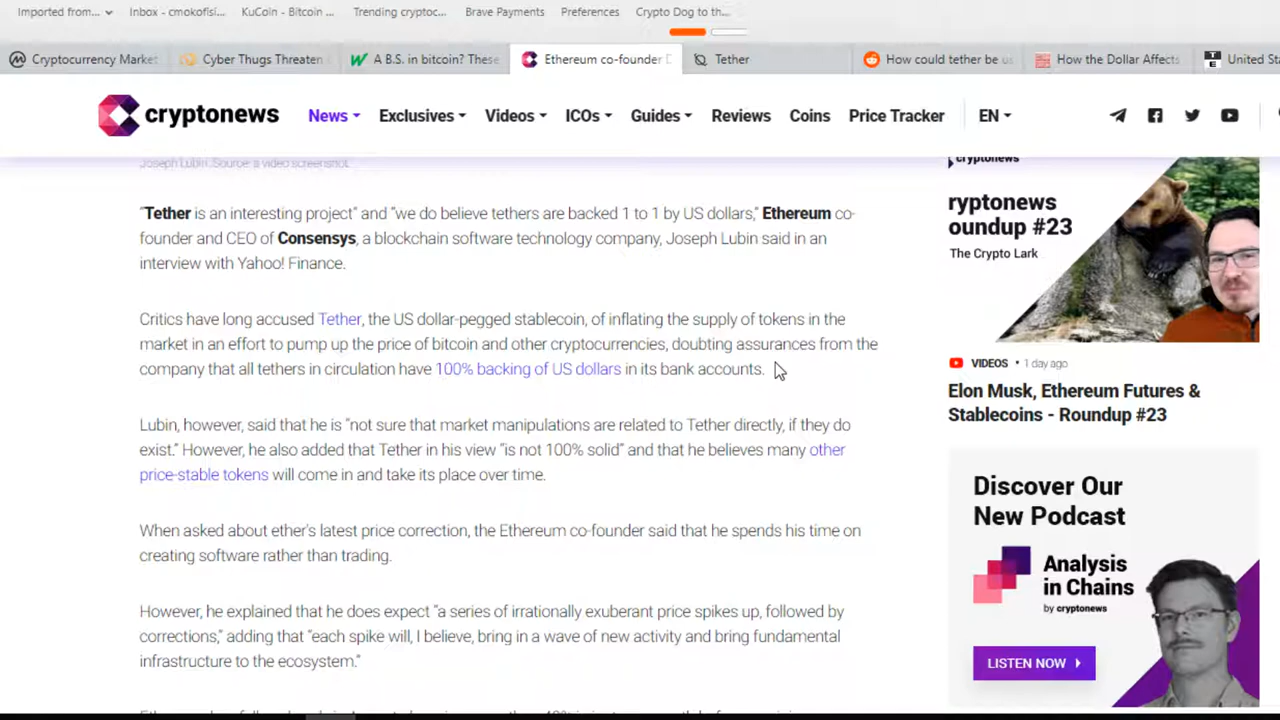 Imported from...
Inbox - cmokofisi...
KuCoin - Bitcoin ...
Trending cryptoc...
Brave Payments
Preferences
Crypto Dog to th...
Cryptocurrency Market
Cyber Thugs Threaten
A B.S. in bitcoin? These
Ethereum co-founder
Tether
How could tether be us
How the Dollar Affects
United Sta
cryptonews
News
Exclusives
Videos
ICOs
Guides
Reviews
Coins
Price Tracker
EN
Joseph Lubin. Source: a video screenshot.
"Tether is an interesting project" and "we do believe tethers are backed 1 to 1 by US dollars," Ethereum co-
founder and CEO of Consensys, a blockchain software technology company, Joseph Lubin said in an
interview with Yahoo! Finance.
Critics have long accused Tether, the US dollar-pegged stablecoin, of inflating the supply of tokens in the
market in an effort to pump up the price of bitcoin and other cryptocurrencies, doubting assurances from the
company that all tethers in circulation have 100% backing of US dollars in its bank accounts.
Lubin, however, said that he is "not sure that market manipulations are related to Tether directly, if they do
exist." However, he also added that Tether in his view "is not 100% solid" and that he believes many other
price-stable tokens will come in and take its place over time.
When asked about ether's latest price correction, the Ethereum co-founder said that he spends his time on
creating software rather than trading.
However, he explained that he does expect "a series of irrationally exuberant price spikes up, followed by
corrections," adding that "each spike will, I believe, bring in a wave of new activity and bring fundamental
infrastructure to the ecosystem."
cryptonews
ryptonews
oundup #23
The Crypto Lark
VIDEOS • 1 day ago
Elon Musk, Ethereum Futures &
Stablecoins - Roundup #23
Discover Our
New Podcast
Analysis
in Chains
by cryptonews
LISTEN NOW